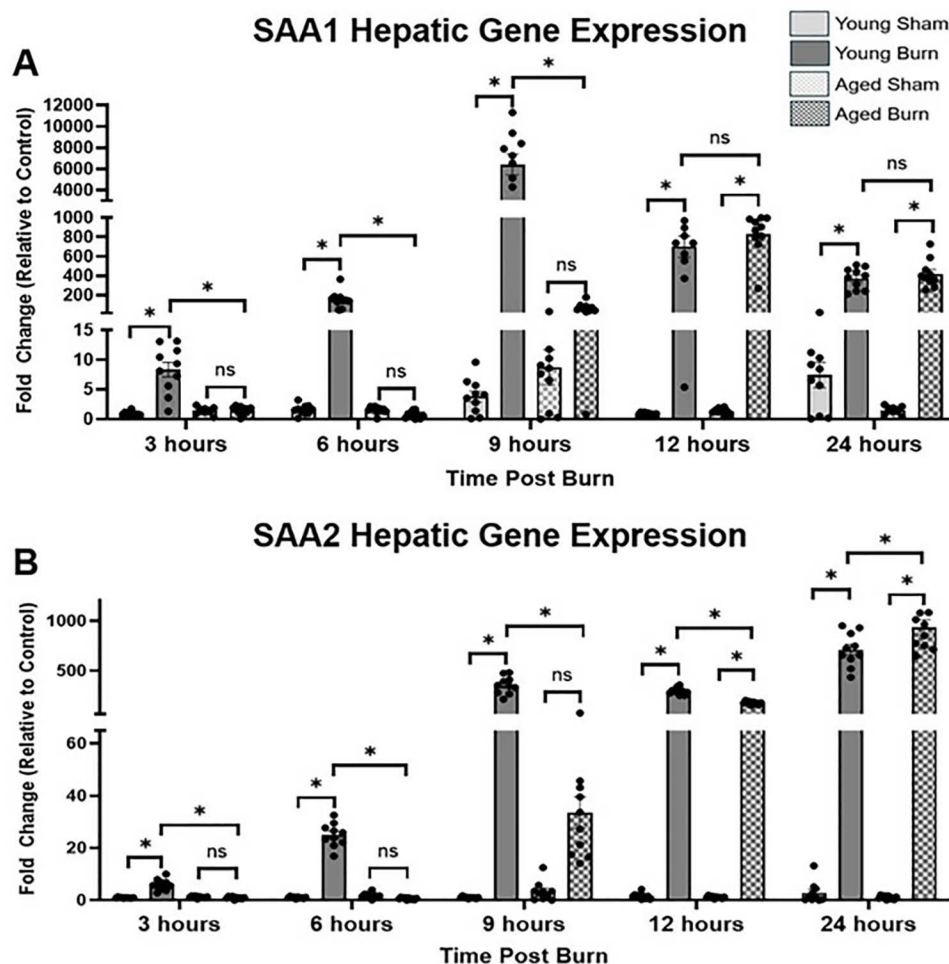 SAA1 Hepatic Gene Expression
Young Sham
Young Burn
Aged Sham
Aged Burn
A
Fold Change (Relative to Control)
12000
10000
8000
6000
4000
1000
800
600
400
200
15
10
5
0
*
*
ns
*
*
ns
*
*
ns
*
ns
*
*
ns
*
3 hours
6 hours
9 hours
12 hours
24 hours
Time Post Burn
SAA2 Hepatic Gene Expression
B
Fold Change (Relative to Control)
1000
500
60
40
20
0
*
*
ns
*
*
ns
*
*
ns
*
*
*
*
*
*
3 hours
6 hours
9 hours
12 hours
24 hours
Time Post Burn